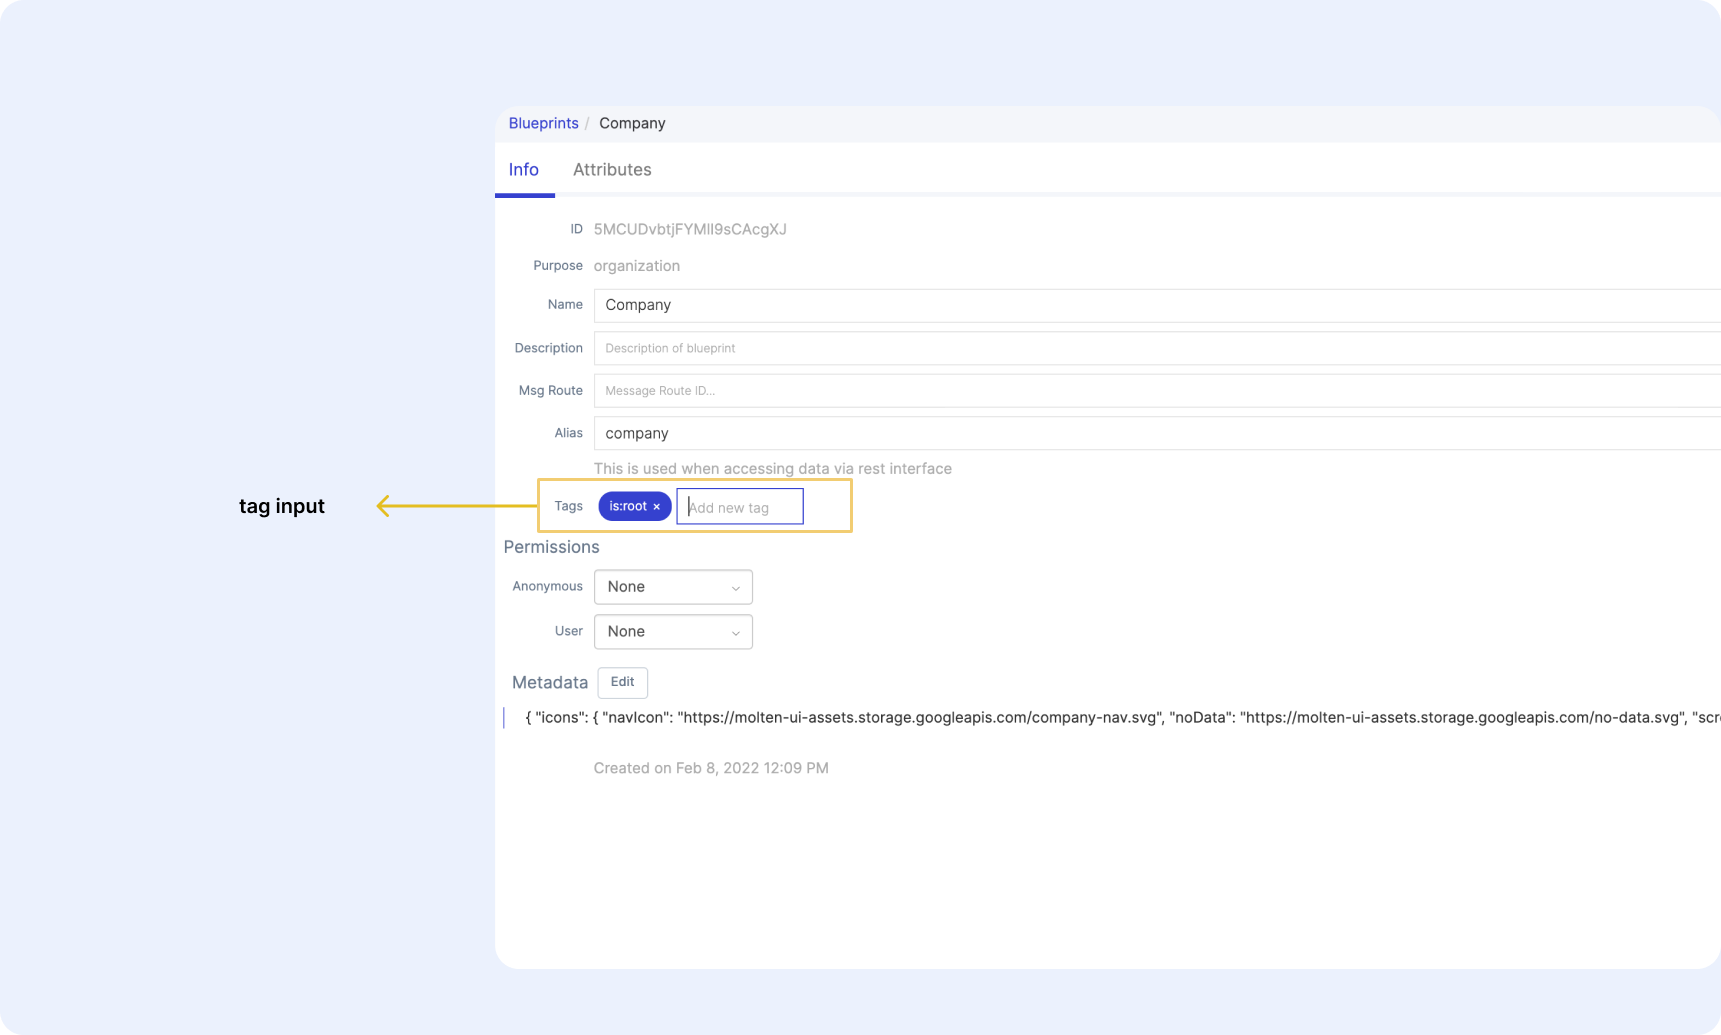 Blueprints / Company
Info Attributes
ID 5MCUDvbtjFYMII9sCAcgXJ
Purpose organization
Name Company
Description Description of blueprint
Msg Route Message Route ID...
Alias company
This is used when accessing data via rest interface
tag input Tags is:root × Add new tag
Permissions
Anonymous None
User None
Metadata Edit
{ "icons": { "navIcon": "https://molten-ui-assets.storage.googleapis.com/company-nav.svg", "noData": "https://molten-ui-assets.storage.googleapis.com/no-data.svg", "scr
Created on Feb 8, 2022 12:09 PM